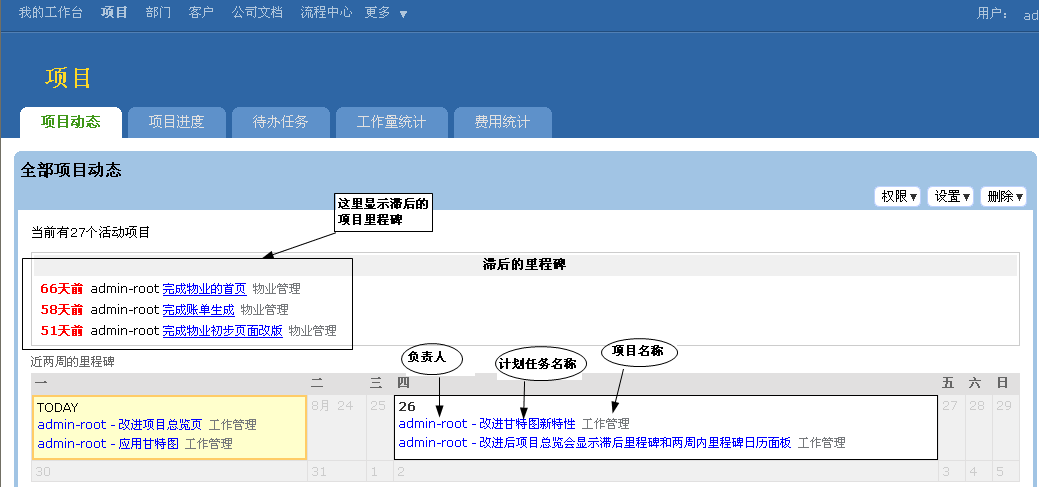 我的工作台 项目 部门 客户 公司文档 流程中心 更多 ▼ 用户： ad
项目
项目动态 项目进度 待办任务 工作量统计 费用统计
全部项目动态
权限▼ 设置▼ 删除▼
这里显示滞后的
项目里程碑
当前有27个活动项目
滞后的里程碑
66天前 admin-root 完成物业的首页 物业管理
58天前 admin-root 完成账单生成 物业管理
51天前 admin-root 完成物业初步页面改版 物业管理
近两周的里程碑
负责人 计划任务名称 项目名称
一 二 三 四 五 六 日
TODAY 8月 24 25 26 27 28 29
admin-root - 改进项目总览页 工作管理
admin-root - 应用甘特图 工作管理
admin-root - 改进甘特图新特性 工作管理
admin-root - 改进后项目总览会显示滞后里程碑和两周内里程碑日历面板 工作管理
30 31 1 2 3 4 5